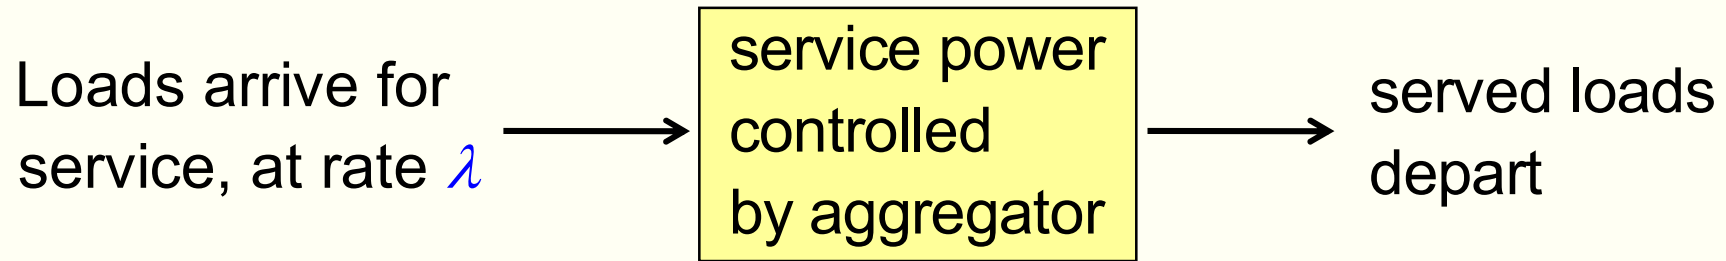 Loads arrive for
service, at rate λ
service power
controlled
by aggregator
served loads
depart